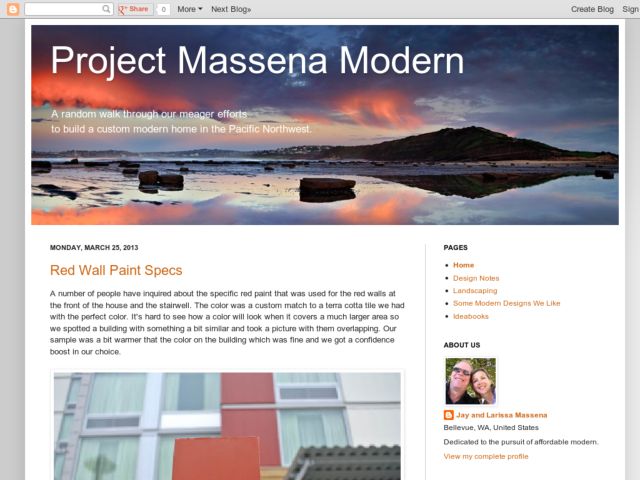 Share
0
More
Next Blog»
Create Blog
Sign
Project Massena Modern
A random walk through our meager efforts
to build a custom modern home in the Pacific Northwest.
MONDAY, MARCH 25, 2013
Red Wall Paint Specs
A number of people have inquired about the specific red paint that was used for the red walls at
the front of the house and the stairwell. The color was a custom match to a terra cotta tile we had
with the perfect color. It's hard to see how a color will look when it covers a much larger area so
we spotted a building with something a bit similar and took a picture with them overlapping. Our
sample was a bit warmer that the color on the building which was fine and we got a confidence
boost in our choice.
PAGES
Home
Design Notes
Landscaping
Some Modern Designs We Like
Ideabooks
ABOUT US
Jay and Larissa Massena
Bellevue, WA, United States
Dedicated to the pursuit of affordable modern.
View my complete profile